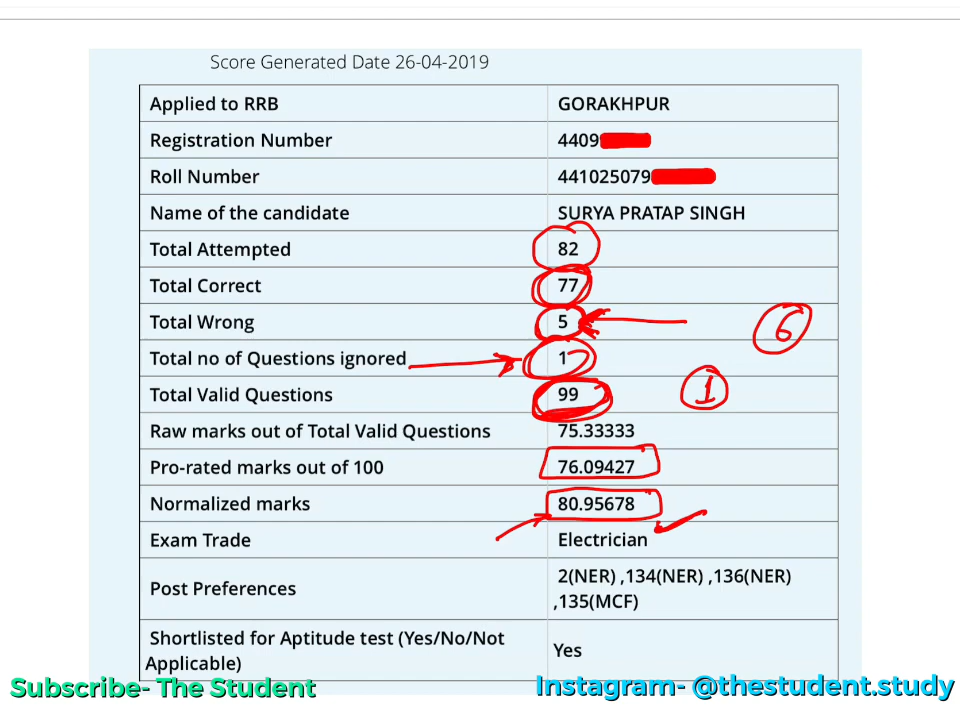 Score Generated Date 26-04-2019
Applied to RRB GORAKHPUR
Registration Number 4409
Roll Number 441025079
Name of the candidate SURYA PRATAP SINGH
Total Attempted 82
Total Correct 77
Total Wrong 5
6
Total no of Questions ignored 1
1
Total Valid Questions 99
Raw marks out of Total Valid Questions 75.33333
Pro-rated marks out of 100 76.09427
Normalized marks 80.95678
Exam Trade Electrician
Post Preferences 2(NER) ,134(NER) ,136(NER)
,135(MCF)
Shortlisted for Aptitude test (Yes/No/Not
Applicable) Yes
Subscribe- The Student
Instagram- @thestudent.study